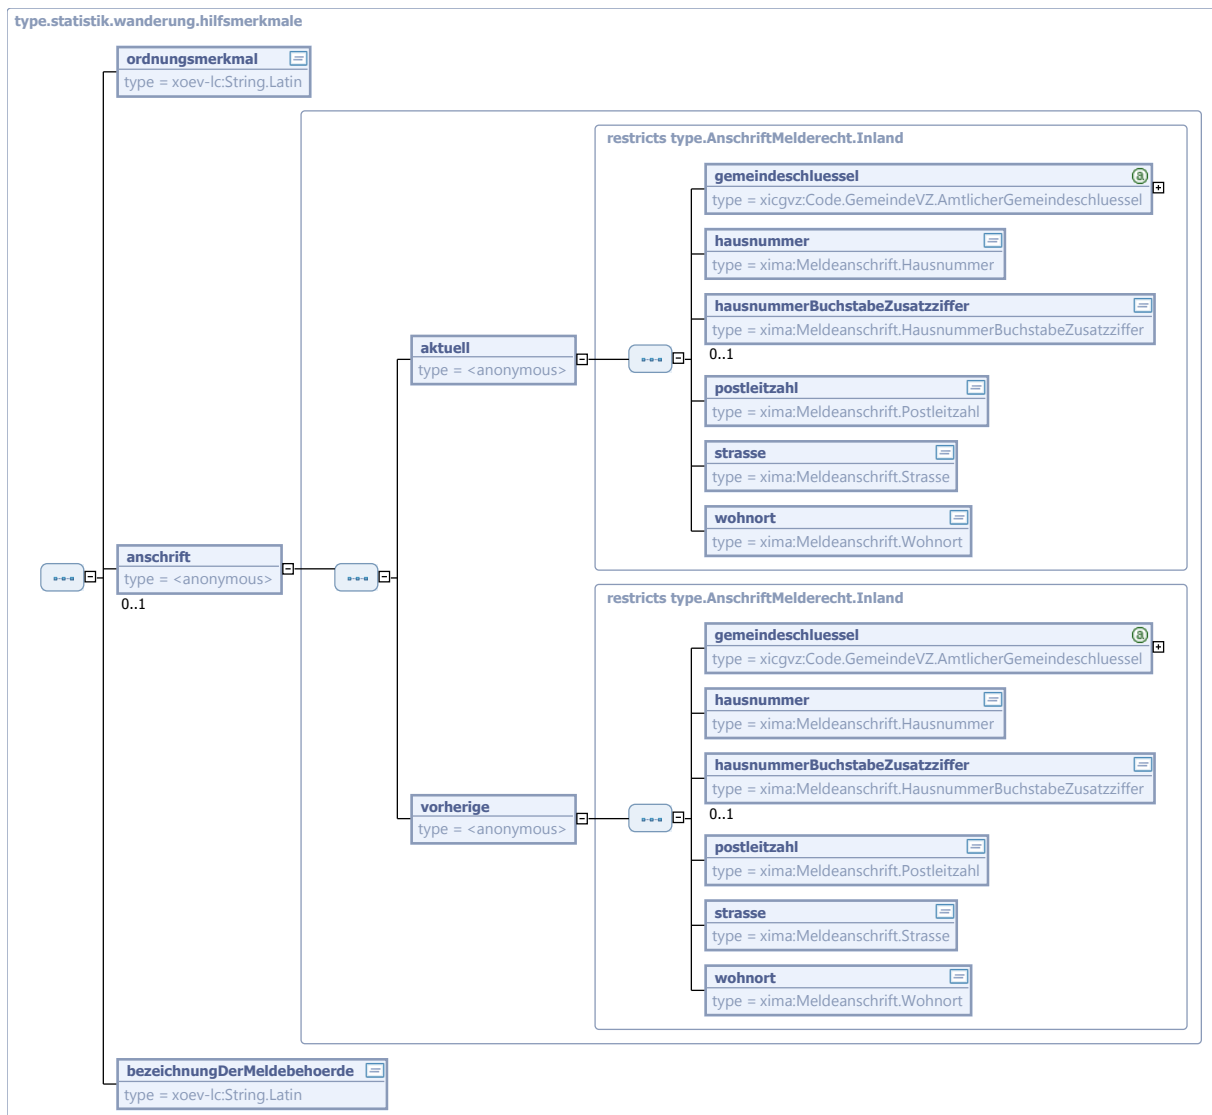 type.statistik.wanderung.hilfsmerkmale
ordnungsmerkmal
type = xoev-lc:String.Latin
anschrift
type = <anonymous>
0..1
aktuell
type = <anonymous>
restricts type.AnschriftMelderecht.Inland
gemeindeschluessel
a
type = xicgvz:Code.GemeindeVZ.AmtlicherGemeindeschluessel
hausnummer
type = xima:Meldeanschrift.Hausnummer
hausnummerBuchstabeZusatzziffer
type = xima:Meldeanschrift.HausnummerBuchstabeZusatzziffer
0..1
postleitzahl
type = xima:Meldeanschrift.Postleitzahl
strasse
type = xima:Meldeanschrift.Strasse
wohnort
type = xima:Meldeanschrift.Wohnort
vorherige
type = <anonymous>
restricts type.AnschriftMelderecht.Inland
gemeindeschluessel
a
type = xicgvz:Code.GemeindeVZ.AmtlicherGemeindeschluessel
hausnummer
type = xima:Meldeanschrift.Hausnummer
hausnummerBuchstabeZusatzziffer
type = xima:Meldeanschrift.HausnummerBuchstabeZusatzziffer
0..1
postleitzahl
type = xima:Meldeanschrift.Postleitzahl
strasse
type = xima:Meldeanschrift.Strasse
wohnort
type = xima:Meldeanschrift.Wohnort
bezeichnungDerMeldebehoerde
type = xoev-lc:String.Latin